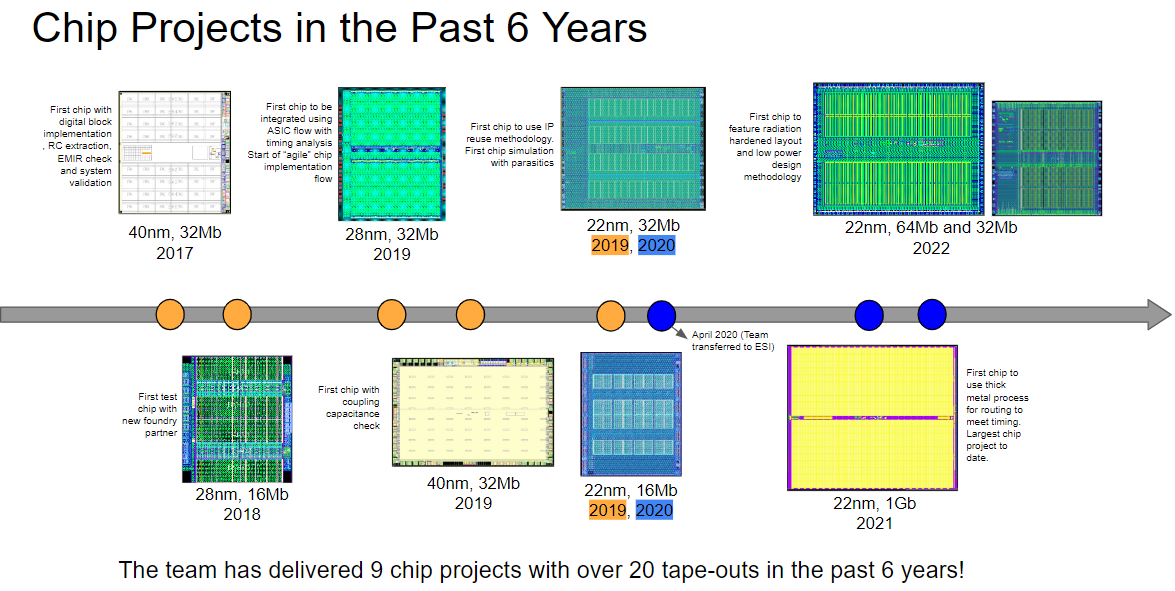 Chip Projects in the Past 6 Years
First chip with
digital block
implementation
, RC extraction,
EMIR check
and system
validation
40nm, 32Mb
2017
First chip to be
integrated using
ASIC flow with
timing analysis
Start of "agile" chip
implementation
flow
28nm, 32Mb
2019
First chip to use IP
reuse methodology.
First chip simulation
with parasitics
22nm, 32Mb
2019, 2020
First chip to
feature radiation
hardened layout
and low power
design
methodology
22nm, 64Mb and 32Mb
2022
April 2020 (Team
transferred to ESI)
First test
chip with
new foundry
partner
28nm, 16Mb
2018
First chip with
coupling
capacitance
check
40nm, 32Mb
2019
22nm, 16Mb
2019, 2020
22nm, 1Gb
2021
First chip to
use thick
metal process
for routing to
meet timing.
Largest chip
project to
date.
The team has delivered 9 chip projects with over 20 tape-outs in the past 6 years!